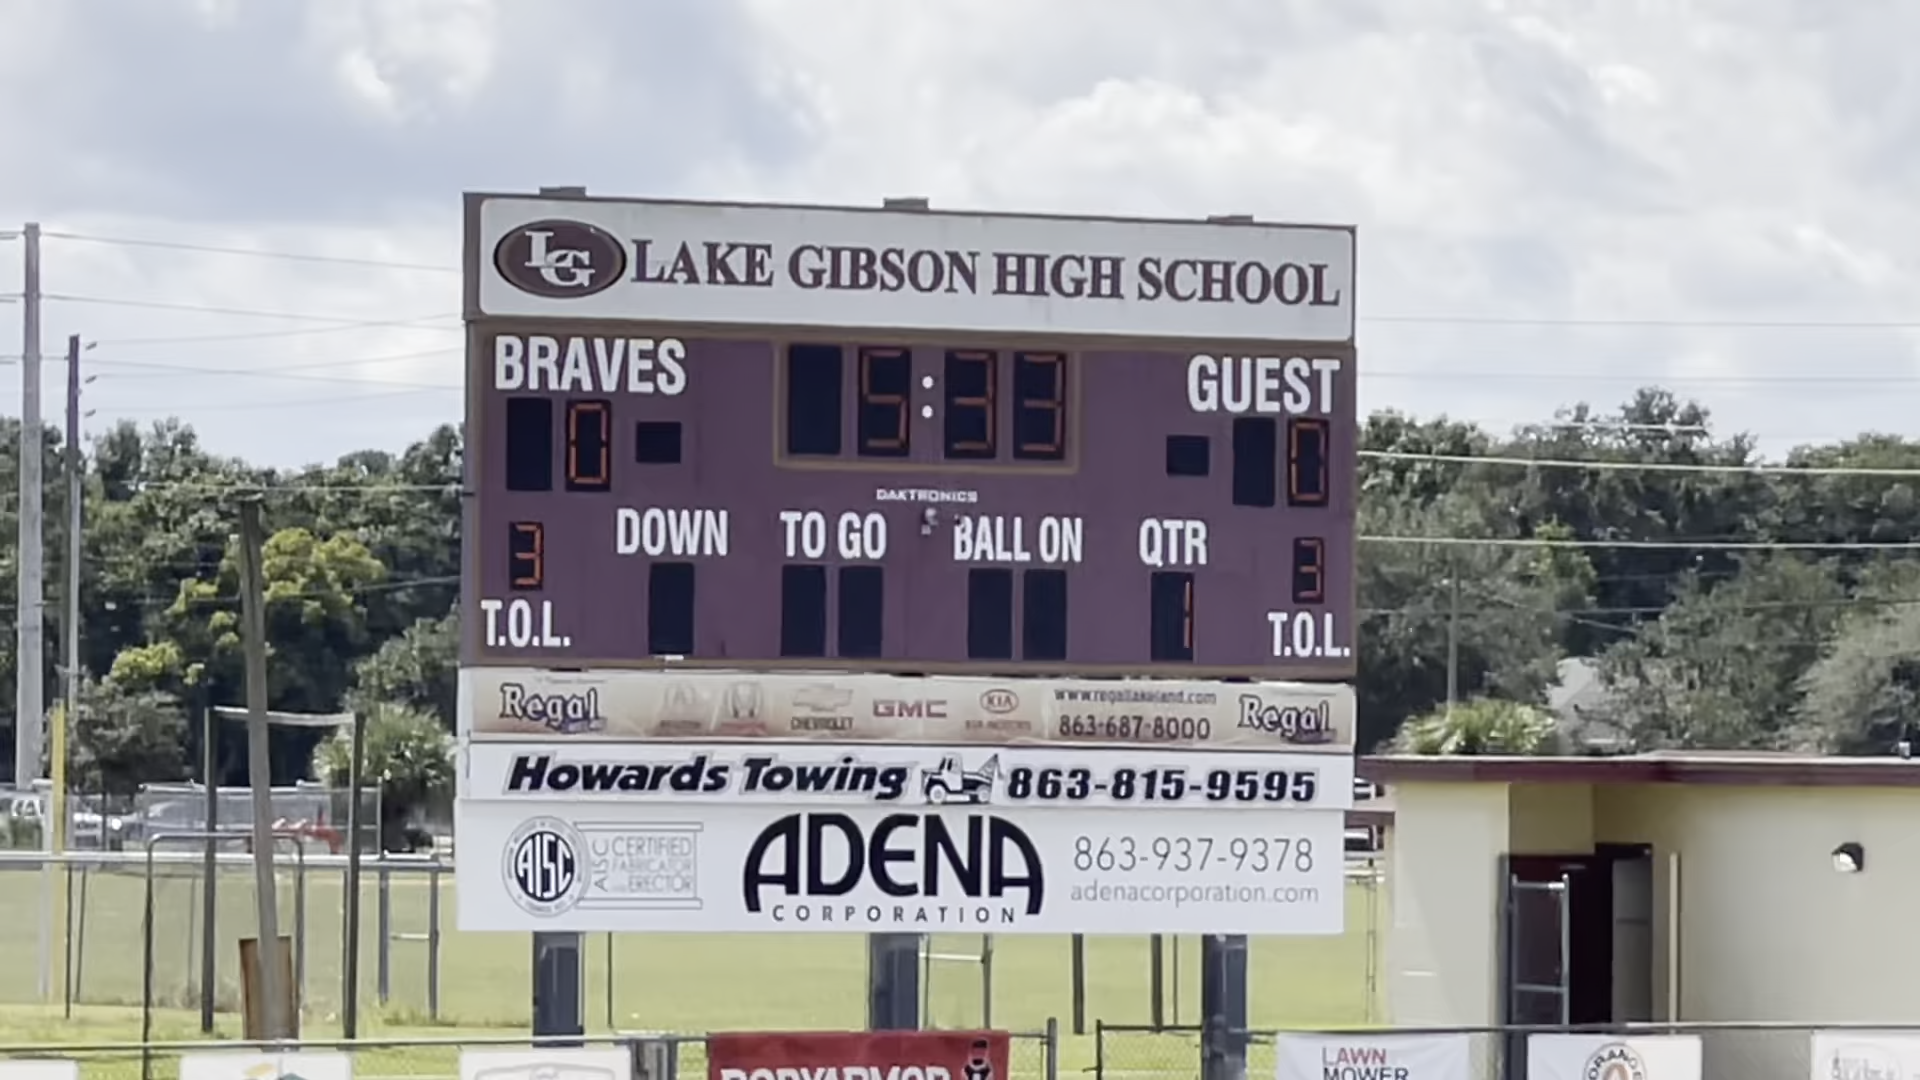 LG LAKE GIBSON HIGH SCHOOL
BRAVES 5:33 GUEST
0 0
DAKTRONICS
DOWN TO GO BALL ON QTR
3 1 3
T.O.L. T.O.L.
Regal CHEVROLET GMC KIA www.regallakeland.com 863-687-8000 Regal
Howards Towing 863-815-9595
AISC AISC CERTIFIED FABRICATOR ERECTOR
ADENA
CORPORATION
863-937-9378
adenacorporation.com
BODYARMOR
LAWN
MOWER
ORANGE